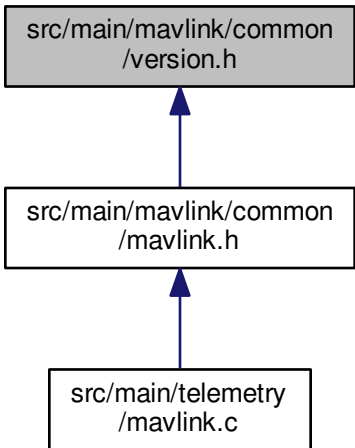 src/main/mavlink/common
/version.h
src/main/mavlink/common
/mavlink.h
src/main/telemetry
/mavlink.c